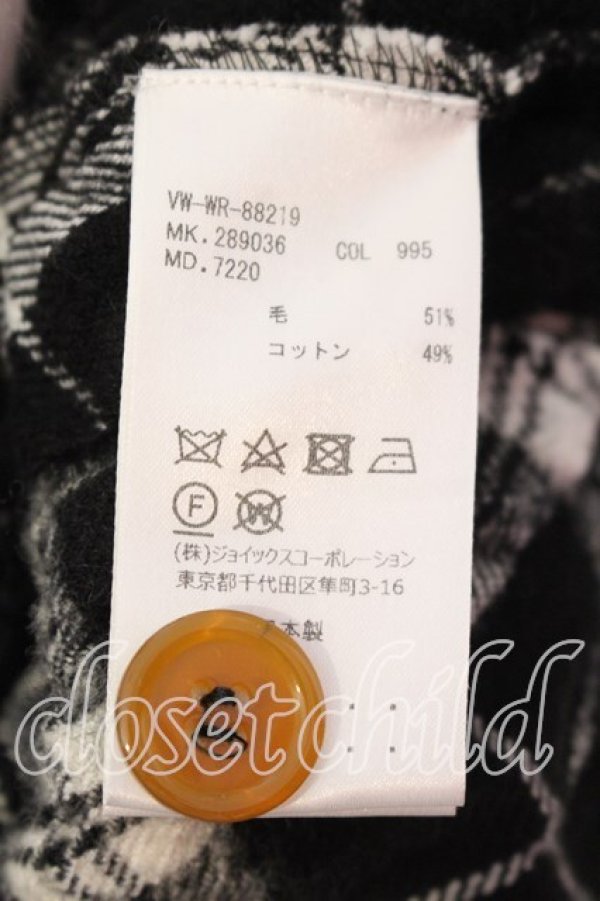 VW-WR-88219
MK.289036 COL 995
MD.7220
毛 51%
コットン 49%
F
W
(株)ジョイックスコーポレーション
東京都千代田区隼町3-16
本製
closetchild